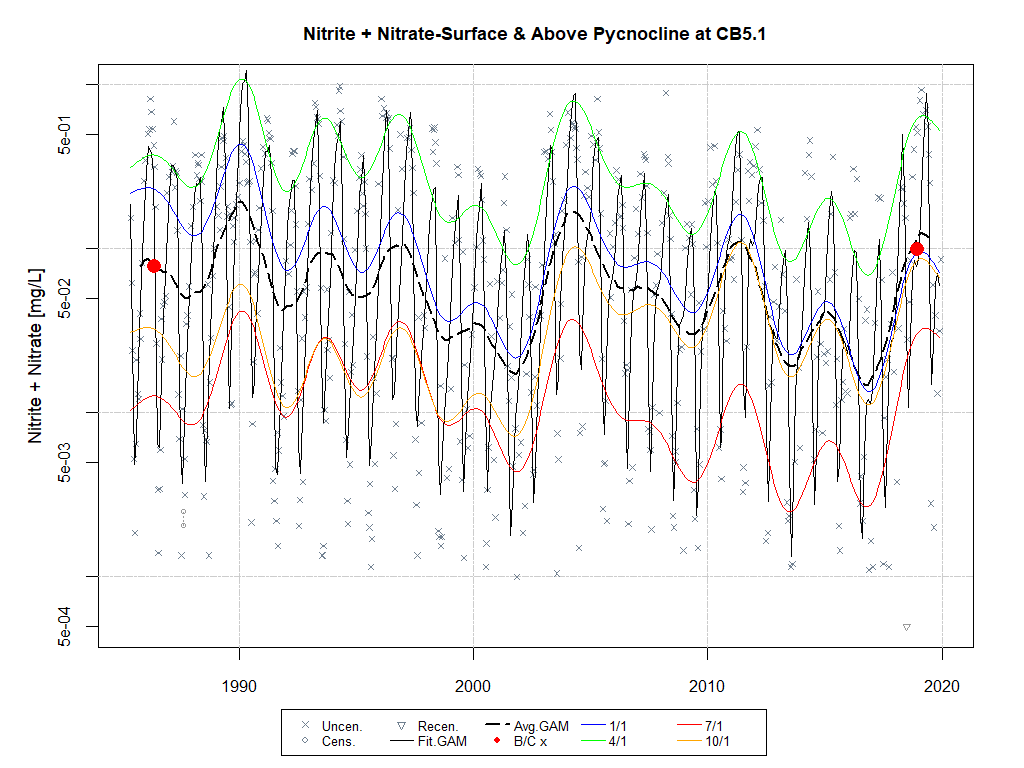 Nitrite + Nitrate-Surface & Above Pycnocline at CB5.1
Nitrite + Nitrate [mg/L]
5e-01
5e-02
5e-03
5e-04
1990 2000 2010 2020
Uncen. Recen. Avg.GAM 1/1 7/1
Cens. Fit.GAM B/C x 4/1 10/1